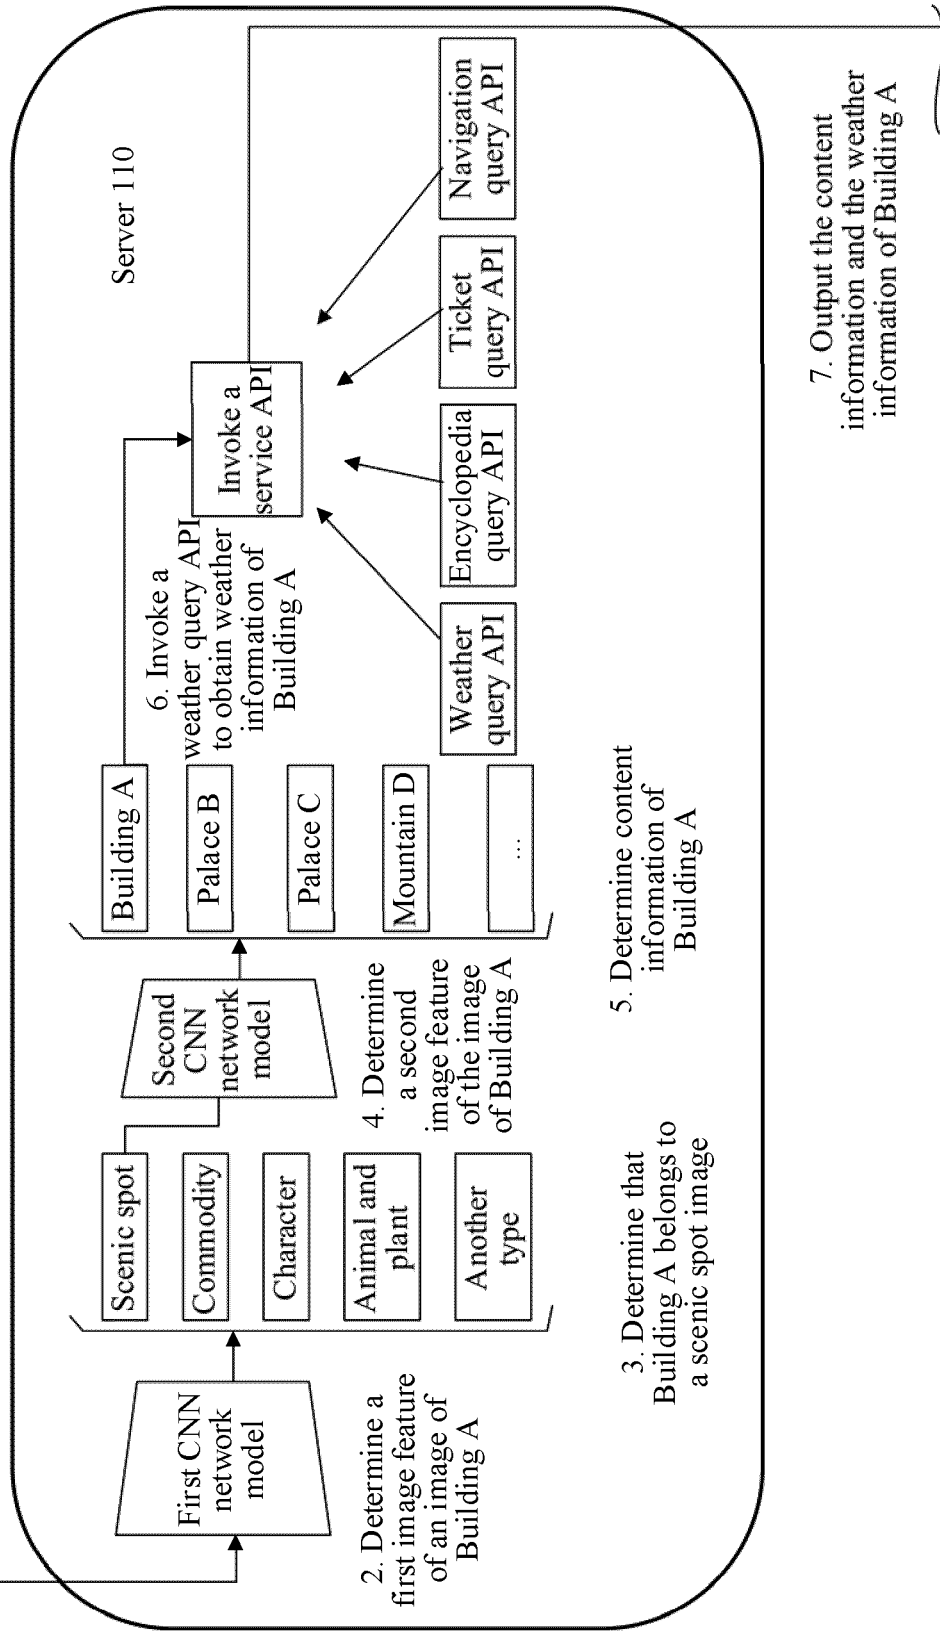 Server 110
First CNN
network
model
2. Determine a
first image feature
of an image of
Building A
Scenic spot
Commodity
Character
Animal and
plant
Another
type
3. Determine that
Building A belongs to
a scenic spot image
Second
CNN
network
model
4. Determine
a second
image feature
of the image
of Building A
Building A
Palace B
Palace C
Mountain D
...
5. Determine content
information of
Building A
6. Invoke a
weather query API
to obtain weather
information of
Building A
Invoke a
service API
Weather
query API
Encyclopedia
query API
Ticket
query API
Navigation
query API
7. Output the content
information and the weather
information of Building A